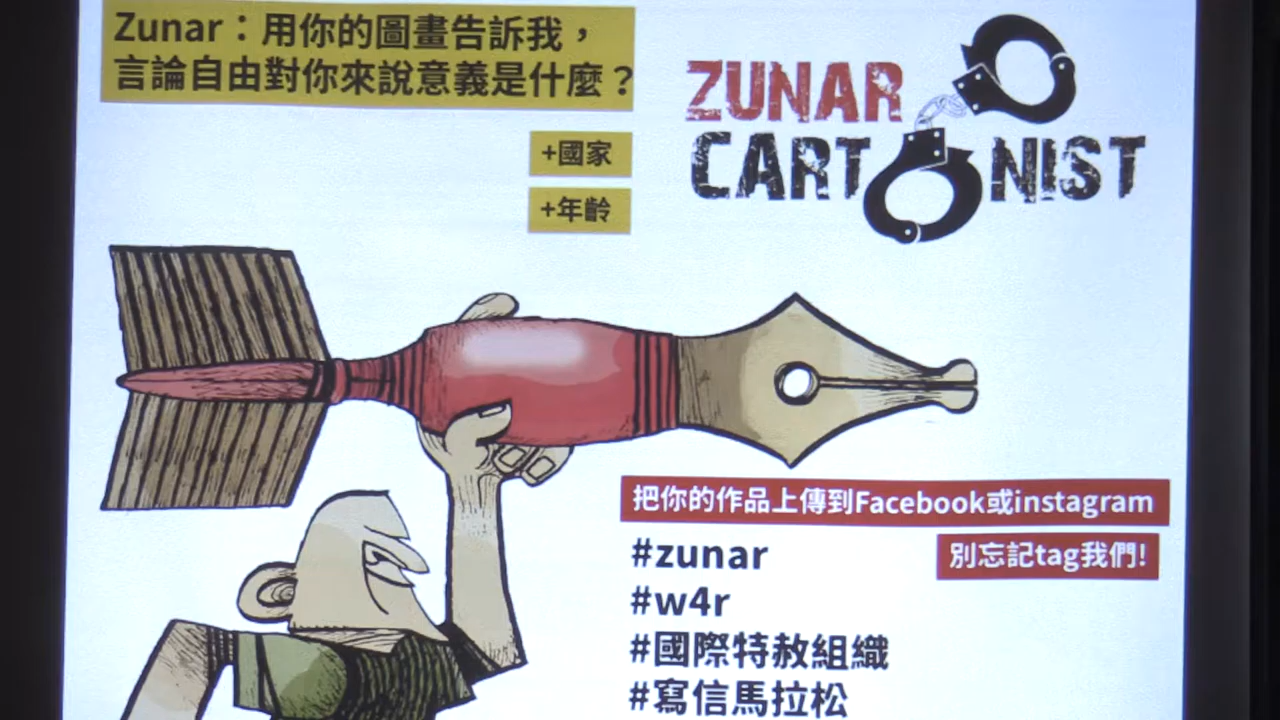 Zunar：用你的圖畫告訴我，
言論自由對你來說意義是什麼？
+國家
+年齡
ZUNAR
CARTONIST
把你的作品上傳到Facebook或instagram
別忘記tag我們!
#zunar
#w4r
#國際特赦組織
#寫信馬拉松